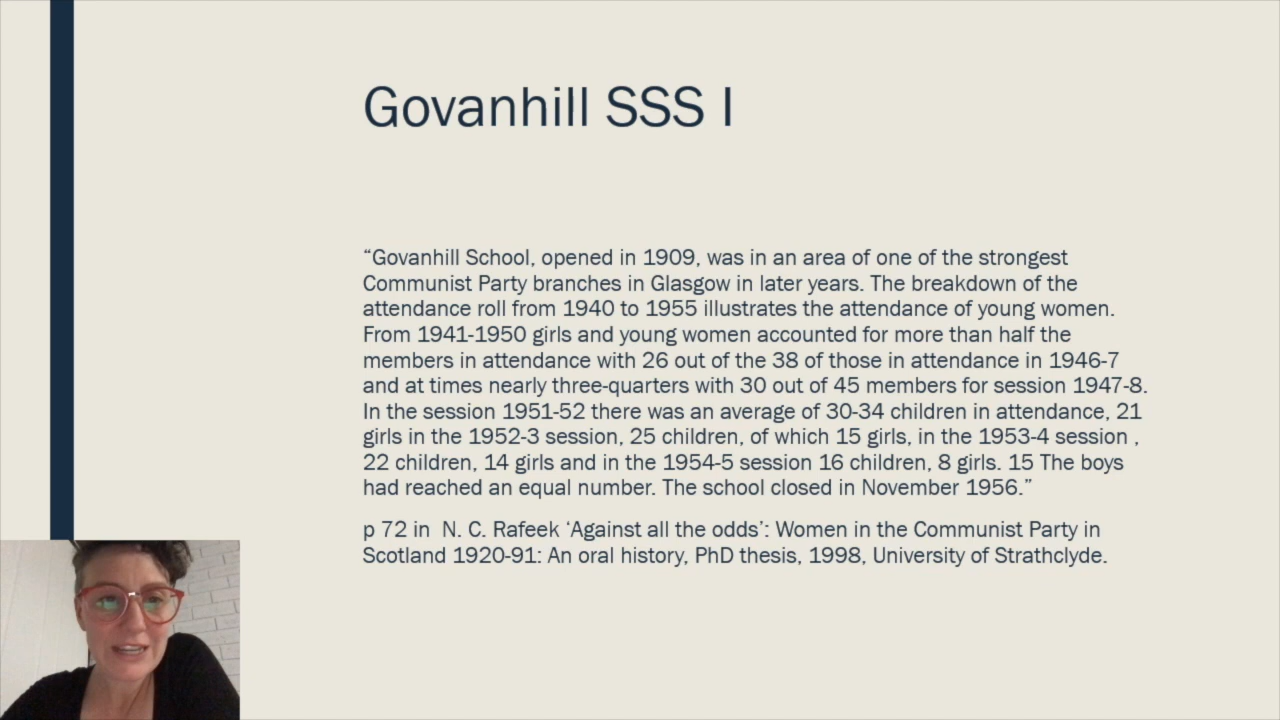 Govanhill SSS I
“Govanhill School, opened in 1909, was in an area of one of the strongest
Communist Party branches in Glasgow in later years. The breakdown of the
attendance roll from 1940 to 1955 illustrates the attendance of young women.
From 1941-1950 girls and young women accounted for more than half the
members in attendance with 26 out of the 38 of those in attendance in 1946-7
and at times nearly three-quarters with 30 out of 45 members for session 1947-8.
In the session 1951-52 there was an average of 30-34 children in attendance, 21
girls in the 1952-3 session, 25 children, of which 15 girls, in the 1953-4 session ,
22 children, 14 girls and in the 1954-5 session 16 children, 8 girls. 15 The boys
had reached an equal number. The school closed in November 1956.”
p 72 in  N. C. Rafeek ‘Against all the odds’: Women in the Communist Party in
Scotland 1920-91: An oral history, PhD thesis, 1998, University of Strathclyde.